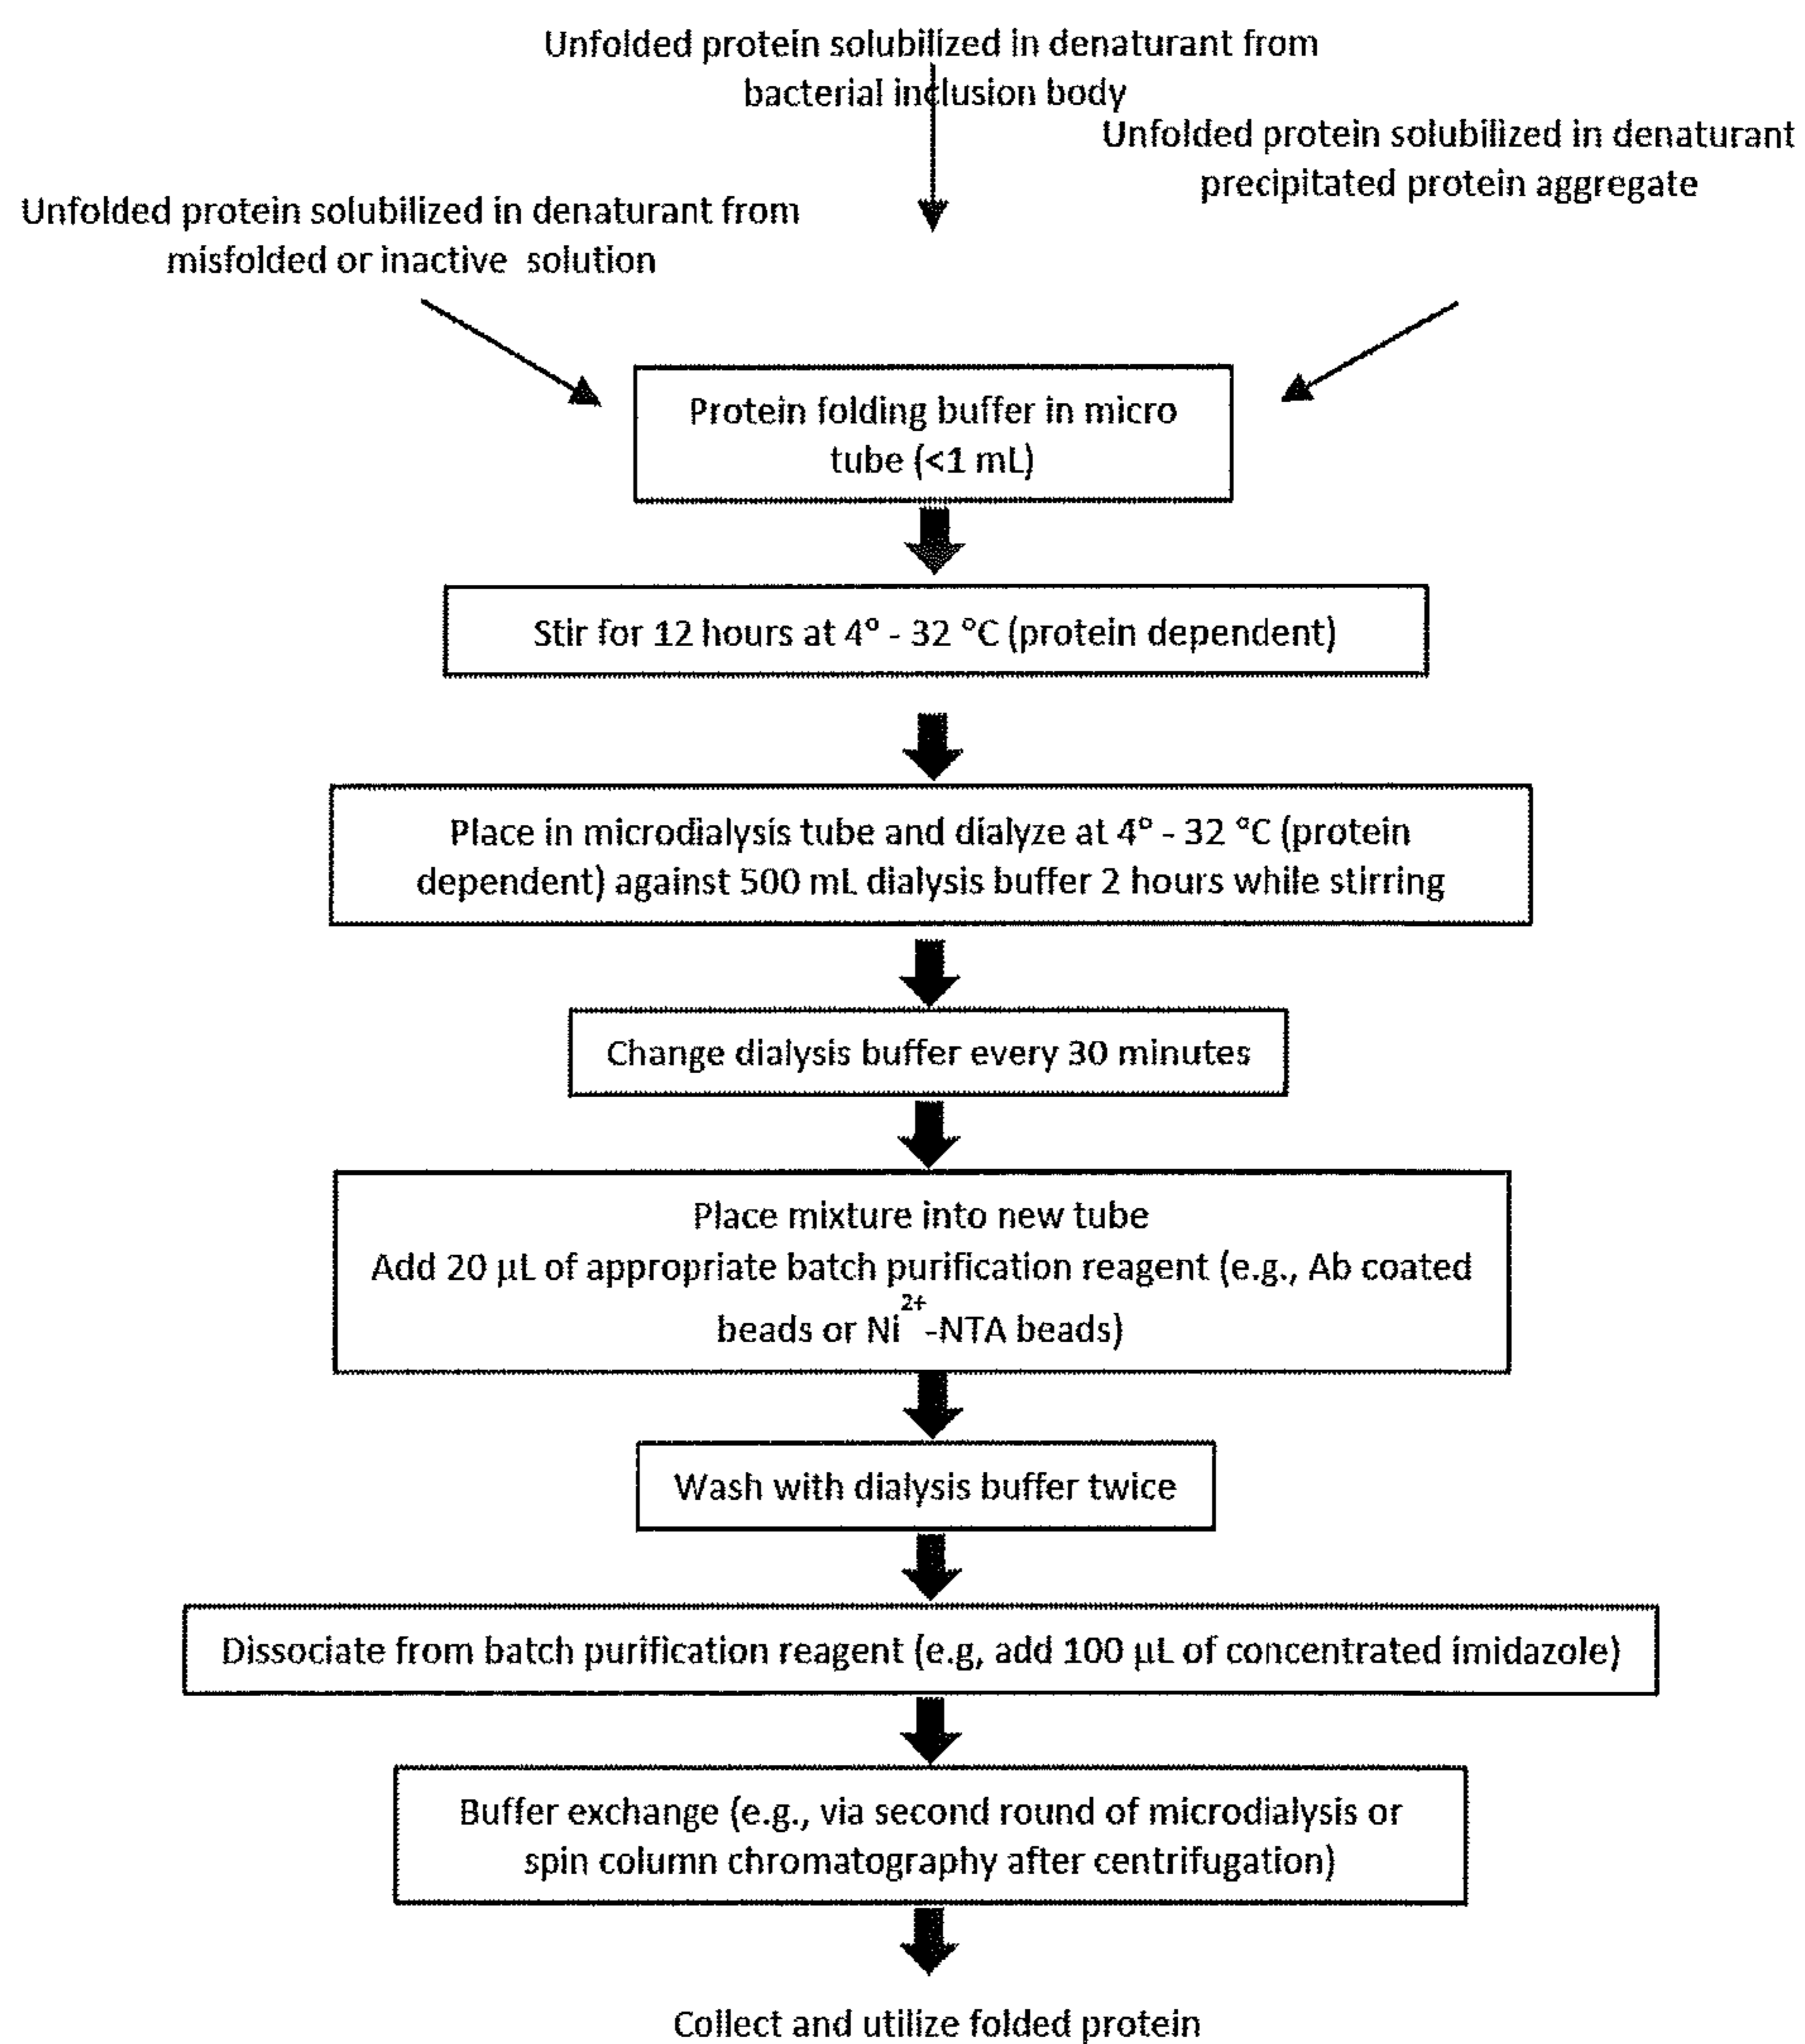 Unfolded protein solubilized in denaturant from
bacterial inclusion body
Unfolded protein solubilized in denaturant
precipitated protein aggregate
Unfolded protein solubilized in denaturant from
misfolded or inactive solution
Protein folding buffer in micro
tube (<1 mL)
Stir for 12 hours at 4º - 32 °C (protein dependent)
Place in microdialysis tube and dialyze at 4º - 32 °C (protein
dependent) against 500 mL dialysis buffer 2 hours while stirring
Change dialysis buffer every 30 minutes
Place mixture into new tube
Add 20 µL of appropriate batch purification reagent (e.g., Ab coated
beads or Ni²⁺-NTA beads)
Wash with dialysis buffer twice
Dissociate from batch purification reagent (e.g, add 100 µL of concentrated imidazole)
Buffer exchange (e.g., via second round of microdialysis or
spin column chromatography after centrifugation)
Collect and utilize folded protein